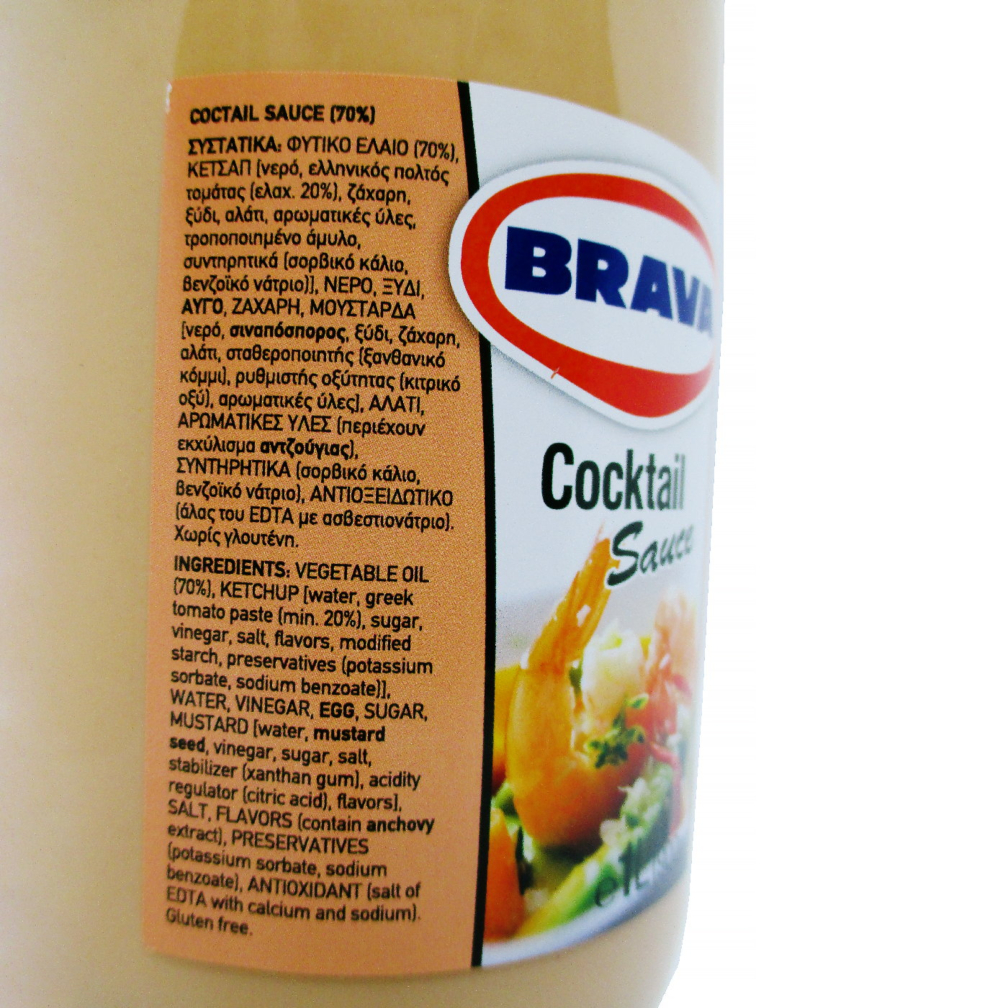 COCTAIL SAUCE (70%)
ΣΥΣΤΑΤΙΚΑ: ΦΥΤΙΚΟ ΕΛΑΙΟ (70%),
ΚΕΤΣΑΠ [νερό, ελληνικός πολτός
τομάτας (ελαχ. 20%), ζάχαρη,
ξύδι, αλάτι, αρωματικές ύλες,
τροποποιημένο άμυλο,
συντηρητικά (σορβικό κάλιο,
βενζοϊκό νάτριο)], ΝΕΡΟ, ΞΥΔΙ,
ΑΥΓΟ, ΖΑΧΑΡΗ, ΜΟΥΣΤΑΡΔΑ
[νερό, σιναπόσπορος, ξύδι, ζάχαρη,
αλάτι, σταθεροποιητής (ξανθανικό
κόμμι), ρυθμιστής οξύτητας (κιτρικό
οξύ), αρωματικές ύλες], ΑΛΑΤΙ,
ΑΡΩΜΑΤΙΚΕΣ ΥΛΕΣ (περιέχουν
εκχύλισμα αντζούγιας),
ΣΥΝΤΗΡΗΤΙΚΑ (σορβικό κάλιο,
βενζοϊκό νάτριο), ΑΝΤΙΟΞΕΙΔΩΤΙΚΟ
(άλας του EDTA με ασβεστιονάτριο).
Χωρίς γλουτένη.
INGREDIENTS: VEGETABLE OIL
(70%), KETCHUP [water, greek
tomato paste (min. 20%), sugar,
vinegar, salt, flavors, modified
starch, preservatives (potassium
sorbate, sodium benzoate)],
WATER, VINEGAR, EGG, SUGAR,
MUSTARD [water, mustard
seed, vinegar, sugar, salt,
stabilizer (xanthan gum), acidity
regulator (citric acid), flavors],
SALT, FLAVORS (contain anchovy
extract), PRESERVATIVES
(potassium sorbate, sodium
benzoate), ANTIOXIDANT (salt of
EDTA with calcium and sodium).
Gluten free.
BRAVA
Cocktail
Sauce